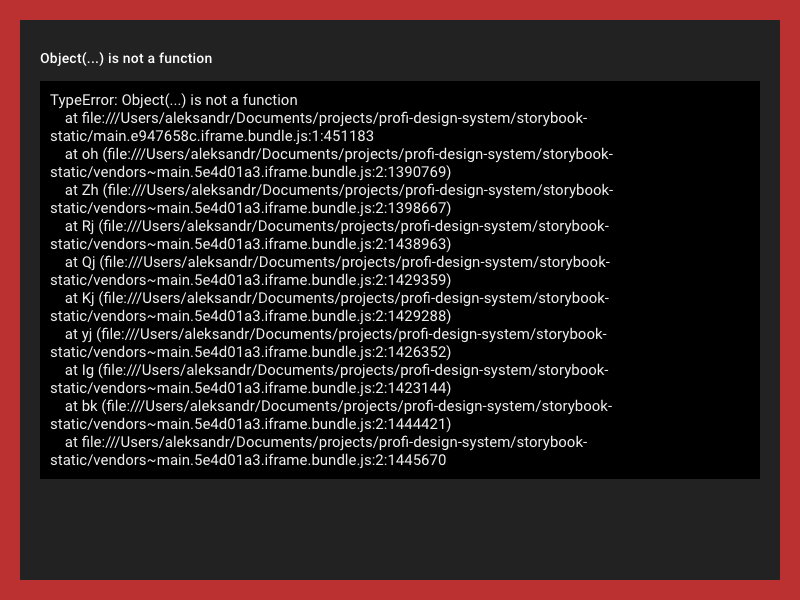 Object(...) is not a function
TypeError: Object(...) is not a function
at file:///Users/aleksandr/Documents/projects/profi-design-system/storybook-
static/main.e947658c.iframe.bundle.js:1:451183
at oh (file:///Users/aleksandr/Documents/projects/profi-design-system/storybook-
static/vendors~main.5e4d01a3.iframe.bundle.js:2:1390769)
at Zh (file:///Users/aleksandr/Documents/projects/profi-design-system/storybook-
static/vendors~main.5e4d01a3.iframe.bundle.js:2:1398667)
at Rj (file:///Users/aleksandr/Documents/projects/profi-design-system/storybook-
static/vendors~main.5e4d01a3.iframe.bundle.js:2:1438963)
at Qj (file:///Users/aleksandr/Documents/projects/profi-design-system/storybook-
static/vendors~main.5e4d01a3.iframe.bundle.js:2:1429359)
at Kj (file:///Users/aleksandr/Documents/projects/profi-design-system/storybook-
static/vendors~main.5e4d01a3.iframe.bundle.js:2:1429288)
at yj (file:///Users/aleksandr/Documents/projects/profi-design-system/storybook-
static/vendors~main.5e4d01a3.iframe.bundle.js:2:1426352)
at Ig (file:///Users/aleksandr/Documents/projects/profi-design-system/storybook-
static/vendors~main.5e4d01a3.iframe.bundle.js:2:1423144)
at bk (file:///Users/aleksandr/Documents/projects/profi-design-system/storybook-
static/vendors~main.5e4d01a3.iframe.bundle.js:2:1444421)
at file:///Users/aleksandr/Documents/projects/profi-design-system/storybook-
static/vendors~main.5e4d01a3.iframe.bundle.js:2:1445670